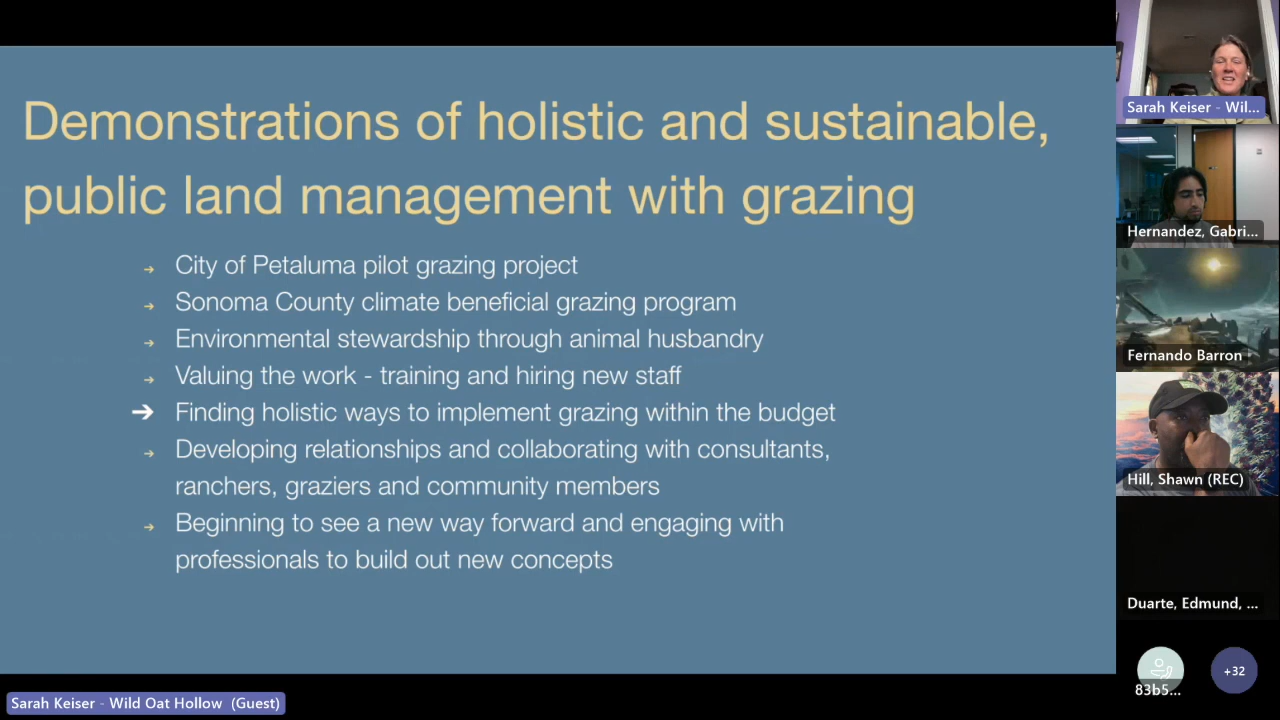 Demonstrations of holistic and sustainable,
public land management with grazing
→ City of Petaluma pilot grazing project
→ Sonoma County climate beneficial grazing program
→ Environmental stewardship through animal husbandry
→ Valuing the work - training and hiring new staff
→ Finding holistic ways to implement grazing within the budget
→ Developing relationships and collaborating with consultants,
ranchers, graziers and community members
→ Beginning to see a new way forward and engaging with
professionals to build out new concepts
Sarah Keiser - Wild Oat Hollow (Guest)
Sarah Keiser - Wil...
Hernandez, Gabri...
Fernando Barron
Hill, Shawn (REC)
Duarte, Edmund, ...
83b5...
+32